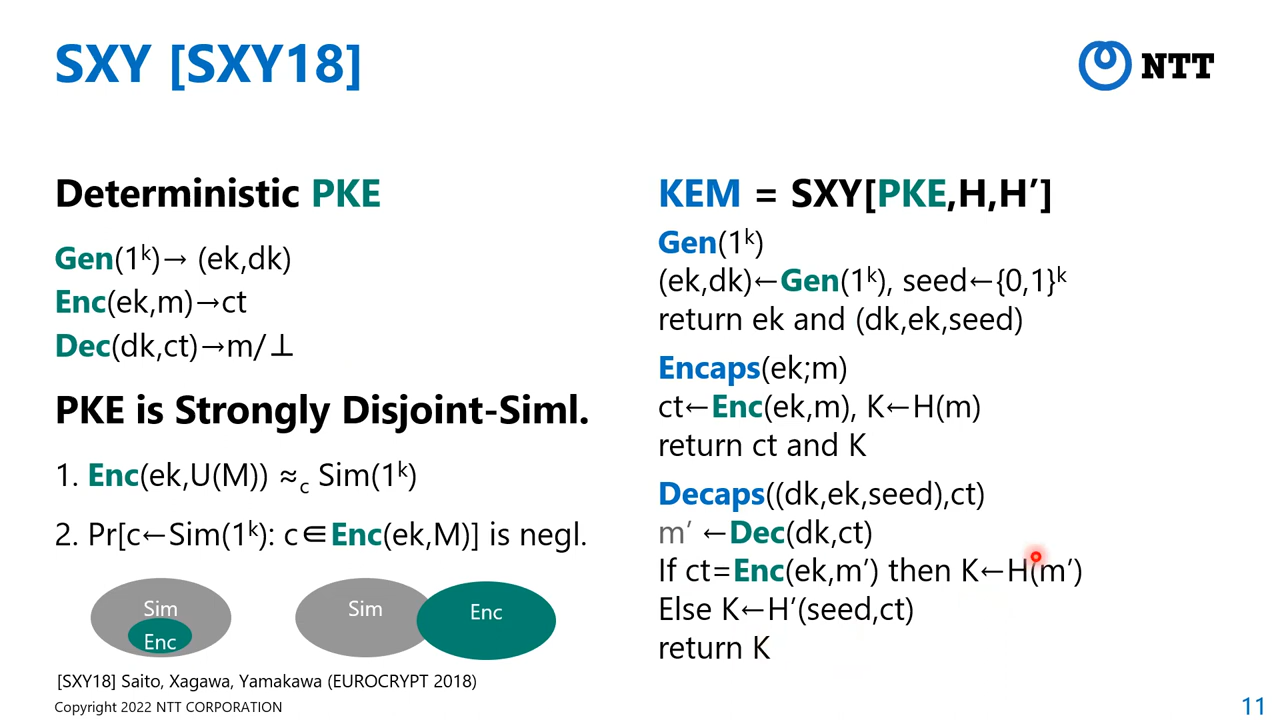 SXY [SXY18]
NTT
Deterministic PKE
Gen(1ᵏ)→ (ek,dk)
Enc(ek,m)→ct
Dec(dk,ct)→m/⊥
PKE is Strongly Disjoint-Siml.
1. Enc(ek,U(M)) ≈c Sim(1ᵏ)
2. Pr[c←Sim(1ᵏ): c∈Enc(ek,M)] is negl.
Sim
Enc
Sim
Enc
[SXY18] Saito, Xagawa, Yamakawa (EUROCRYPT 2018)
Copyright 2022 NTT CORPORATION
KEM = SXY[PKE,H,H′]
Gen(1ᵏ)
(ek,dk)←Gen(1ᵏ), seed←{0,1}ᵏ
return ek and (dk,ek,seed)
Encaps(ek;m)
ct←Enc(ek,m), K←H(m)
return ct and K
Decaps((dk,ek,seed),ct)
m′ ←Dec(dk,ct)
If ct=Enc(ek,m′) then K←H(m′)
Else K←H′(seed,ct)
return K
11